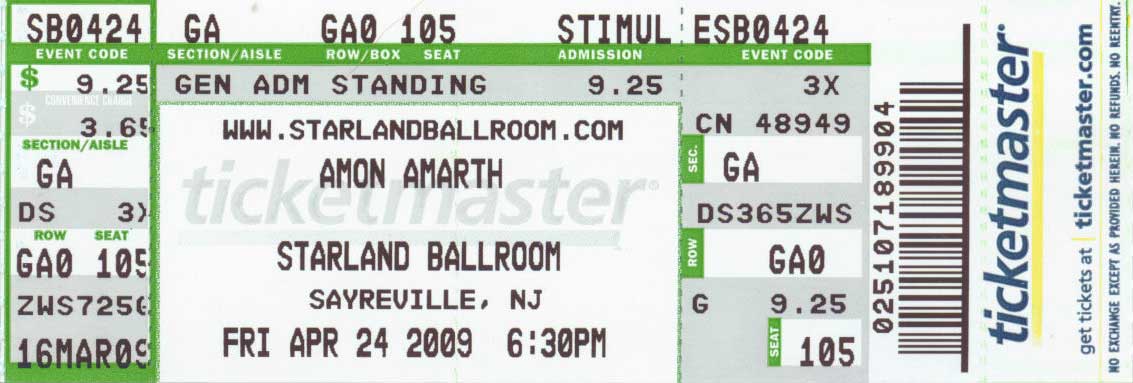 SB0424 GA GA0 105 STIMUL ESB0424
EVENT CODE SECTION/AISLE ROW/BOX SEAT ADMISSION EVENT CODE
$ 9.25 GEN ADM STANDING 9.25 3X
CONVENIENCE CHARGE
$ 3.65
WWW.STARLANDBALLROOM.COM
CN 48949
SECTION/AISLE
GA
AMON AMARTH
SEC. GA
ticketmaster
DS 3X
DS365ZWS
ROW SEAT
GA0 105
STARLAND BALLROOM
ROW GA0
ZWS725G
SAYREVILLE, NJ
G 9.25
16MAR09
FRI APR 24 2009 6:30PM
SEAT 105
025107189904
ticketmaster
get tickets at ticketmaster.com
NO EXCHANGE EXCEPT AS PROVIDED HEREIN. NO REFUNDS. NO REENTRY.